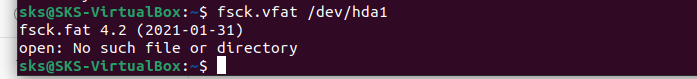 sks@SKS-VirtualBox:~$ fsck.vfat /dev/hda1
fsck.fat 4.2 (2021-01-31)
open: No such file or directory
sks@SKS-VirtualBox:~$